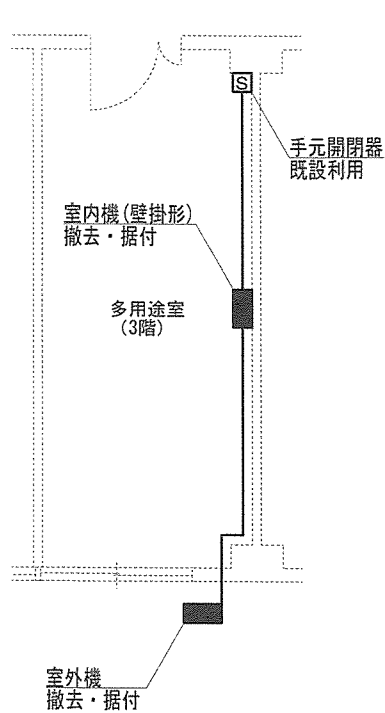 S
手元開閉器
既設利用
室内機(壁掛形)
撤去・据付
多用途室
(3階)
室外機
撤去・据付